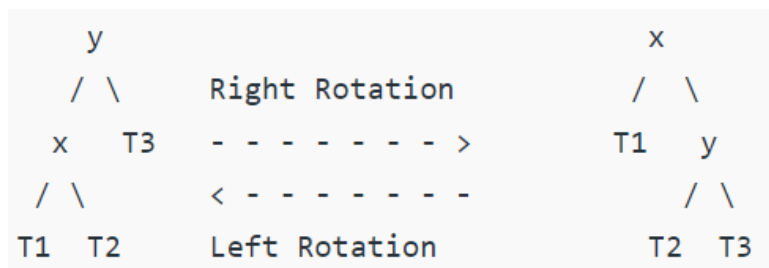 y x
/ \ Right Rotation / \
x T3 - - - - - - - > T1 y
/ \ < - - - - - - - / \
T1 T2 Left Rotation T2 T3